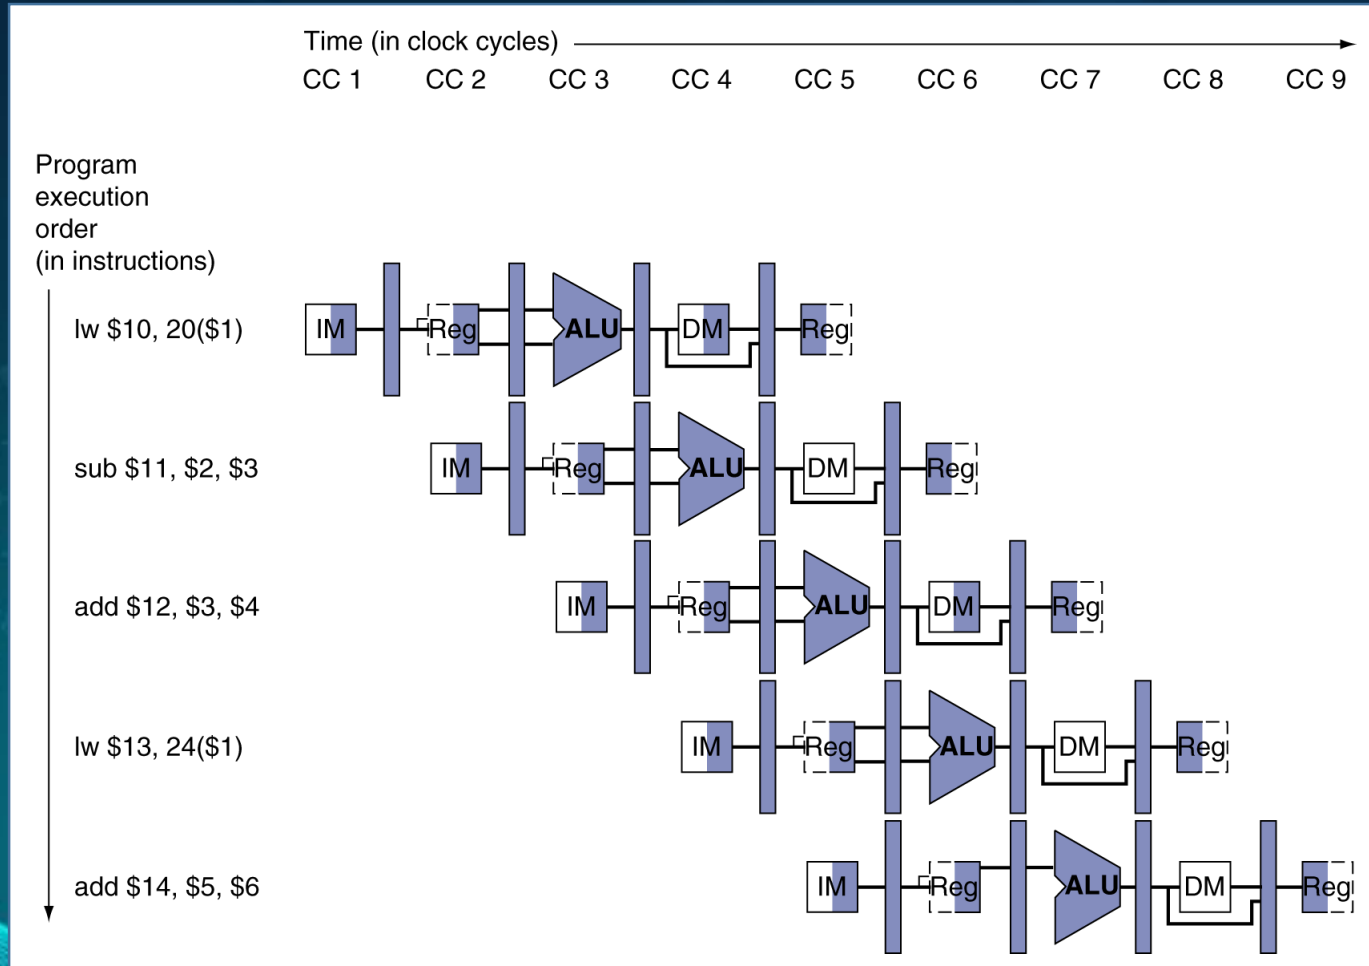 Time (in clock cycles)
CC 1 CC 2 CC 3 CC 4 CC 5 CC 6 CC 7 CC 8 CC 9
Program
execution
order
(in instructions)
lw $10, 20($1) IM Reg ALU DM Reg
sub $11, $2, $3 IM Reg ALU DM Reg
add $12, $3, $4 IM Reg ALU DM Reg
lw $13, 24($1) IM Reg ALU DM Reg
add $14, $5, $6 IM Reg ALU DM Reg